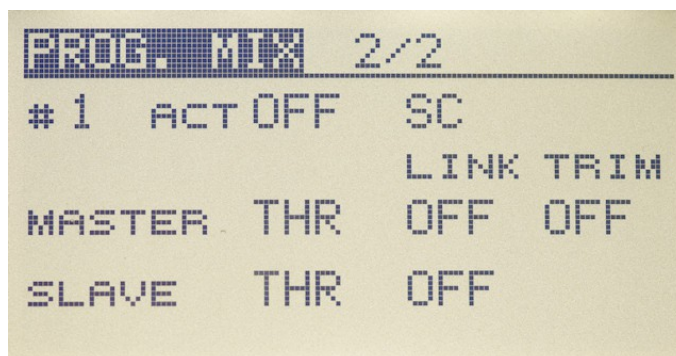 PROG. MIX 2/2
#1 ACT OFF SC
LINK TRIM
MASTER THR OFF OFF
SLAVE THR OFF